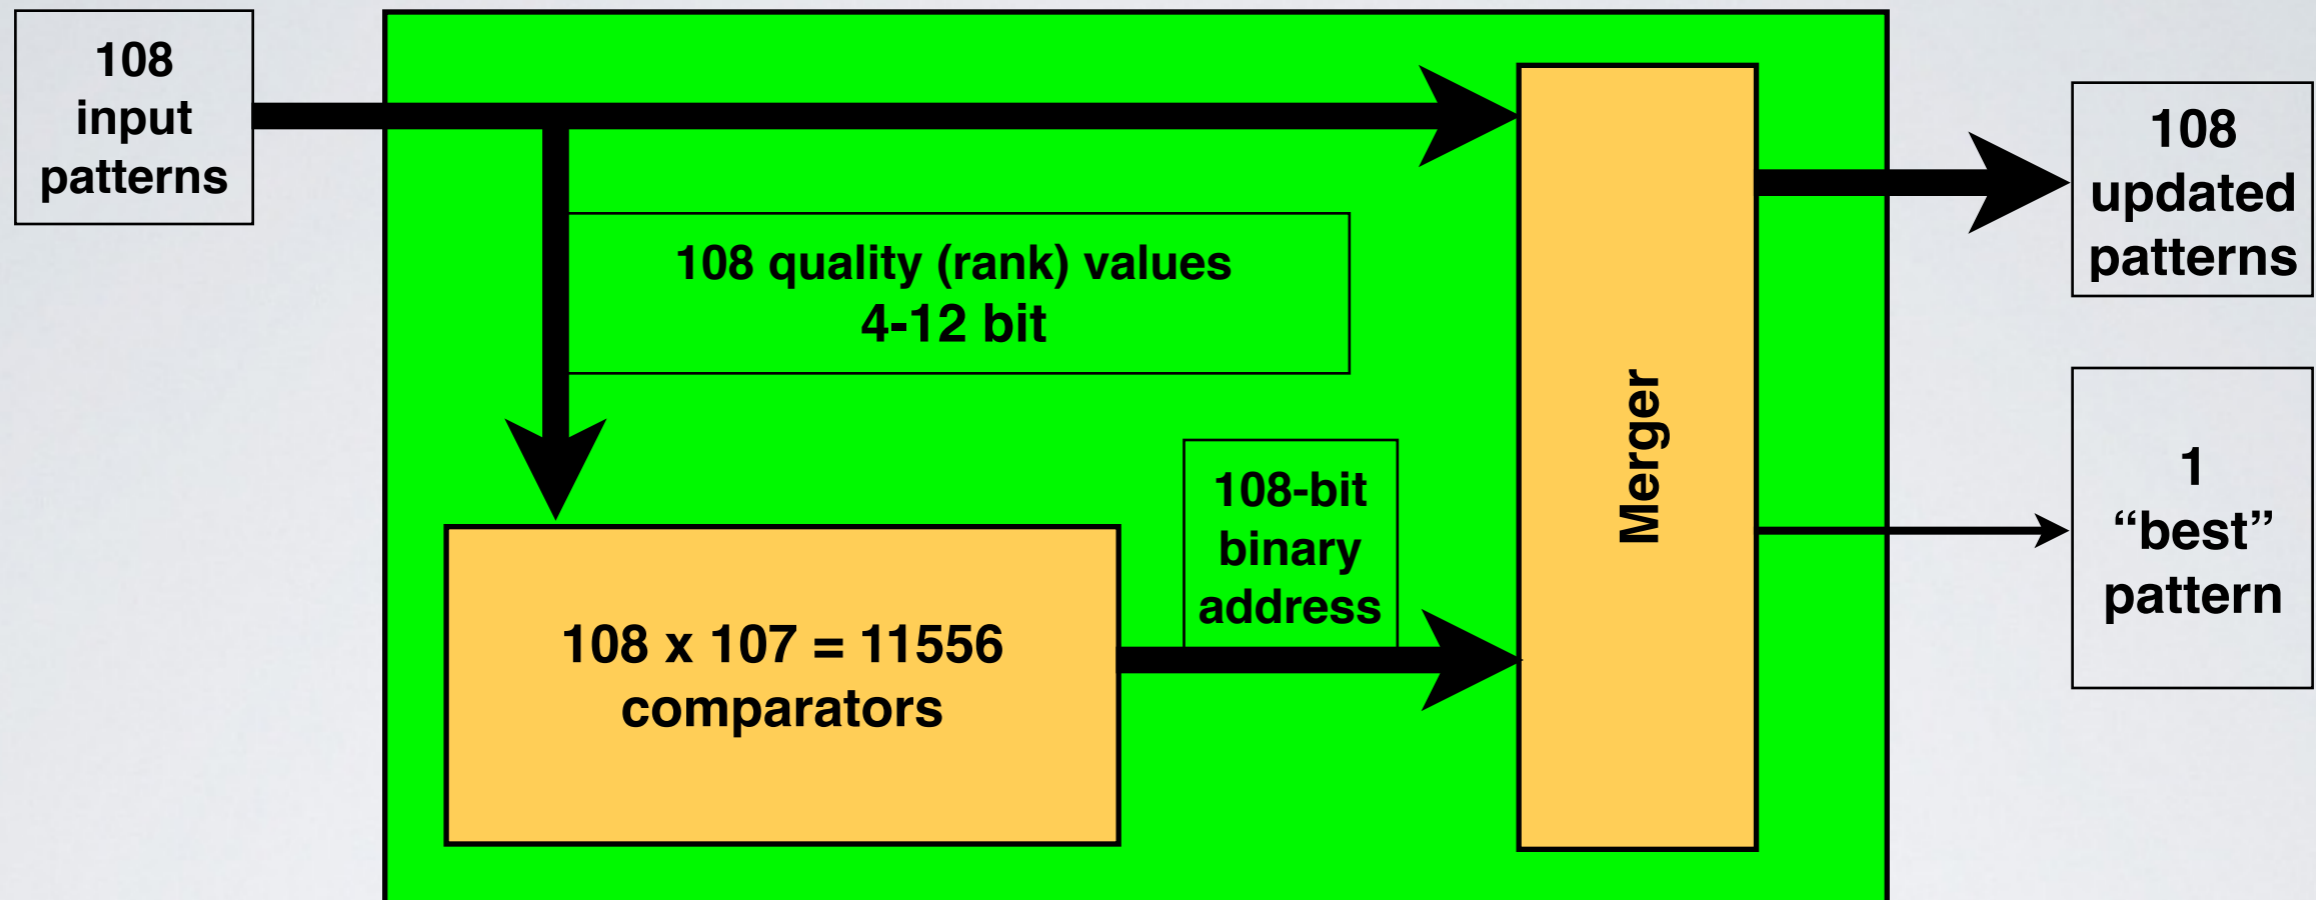 108
input
patterns
108 quality (rank) values
4-12 bit
108-bit
binary
address
108 x 107 = 11556
comparators
Merger
108
updated
patterns
1
“best”
pattern